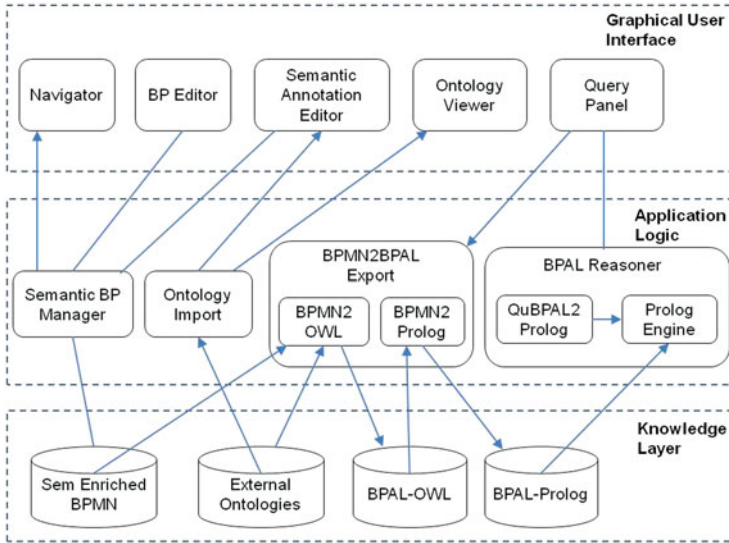 Graphical User
Interface
Navigator
BP Editor
Semantic
Annotation
Editor
Ontology
Viewer
Query
Panel
Application
Logic
Semantic BP
Manager
Ontology
Import
BPMN2BPAL
Export
BPMN2
OWL
BPMN2
Prolog
BPAL Reasoner
QuBPAL2
Prolog
Prolog
Engine
Knowledge
Layer
Sem Enriched
BPMN
External
Ontologies
BPAL-OWL
BPAL-Prolog